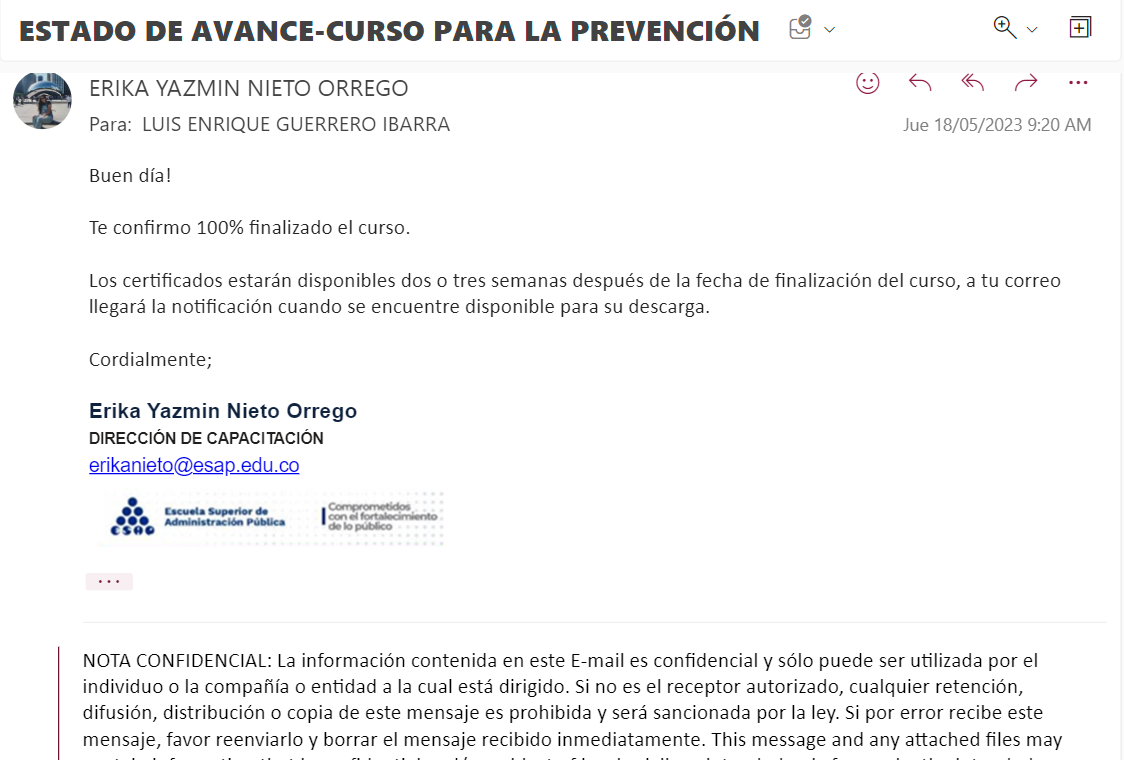 ESTADO DE AVANCE-CURSO PARA LA PREVENCIÓN
ERIKA YAZMIN NIETO ORREGO
Para: LUIS ENRIQUE GUERRERO IBARRA
Jue 18/05/2023 9:20 AM
Buen día!
Te confirmo 100% finalizado el curso.
Los certificados estarán disponibles dos o tres semanas después de la fecha de finalización del curso, a tu correo
llegará la notificación cuando se encuentre disponible para su descarga.
Cordialmente;
Erika Yazmin Nieto Orrego
DIRECCIÓN DE CAPACITACIÓN
erikanieto@esap.edu.co
esap
Escuela Superior de
Administración Pública
Comprometidos
con el fortalecimiento
de lo público
NOTA CONFIDENCIAL: La información contenida en este E-mail es confidencial y sólo puede ser utilizada por el
individuo o la compañía o entidad a la cual está dirigido. Si no es el receptor autorizado, cualquier retención,
difusión, distribución o copia de este mensaje es prohibida y será sancionada por la ley. Si por error recibe este
mensaje, favor reenviarlo y borrar el mensaje recibido inmediatamente. This message and any attached files may